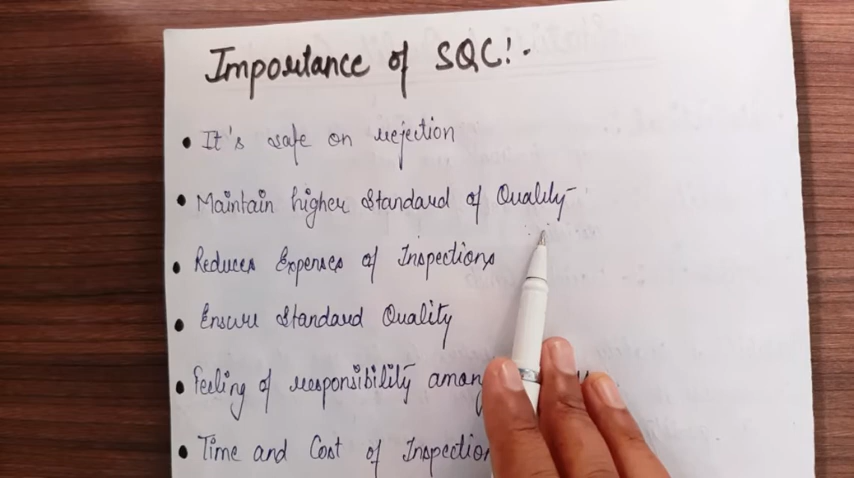 Importance of SQC:-
It's safe on rejection
Maintain higher Standard of Quality
Reduces Expenses of Inspections
Ensure Standard Quality
Feeling of responsibility among
Time and Cost of Inspection